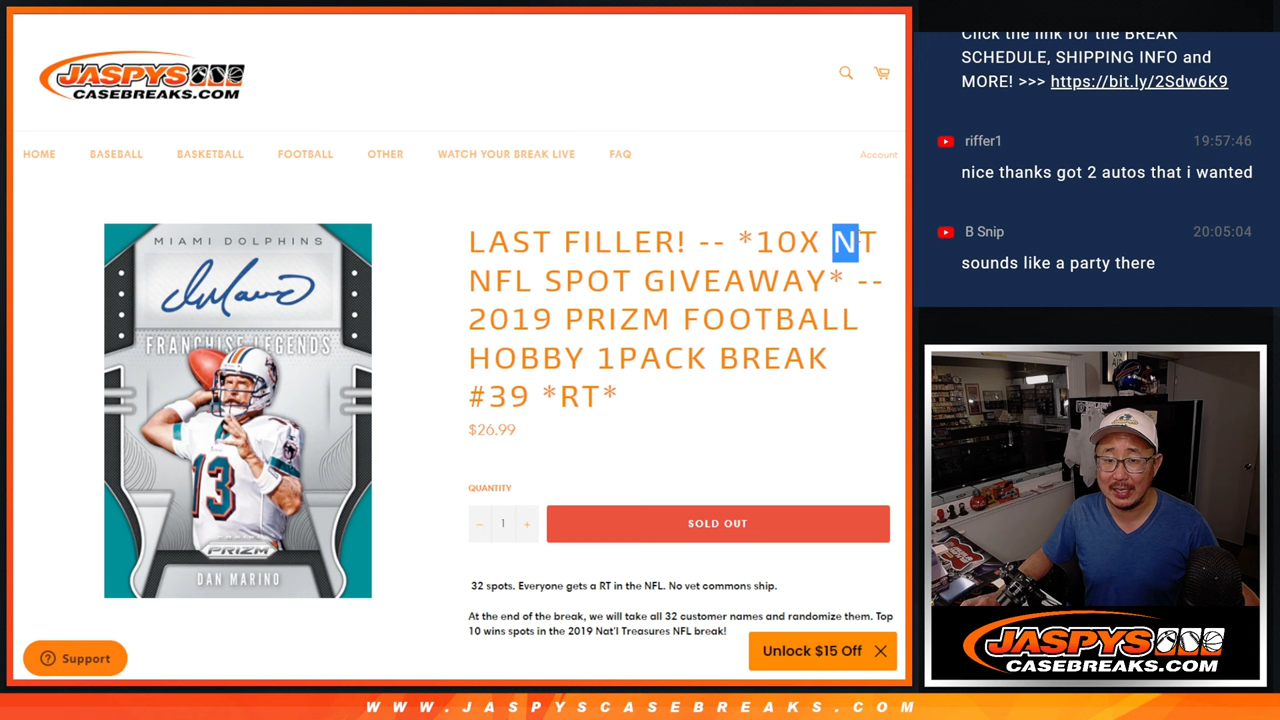 JASPYS
CASEBREAKS.COM
HOME BASEBALL BASKETBALL FOOTBALL OTHER WATCH YOUR BREAK LIVE FAQ Account
MIAMI DOLPHINS
FRANCHISE LEGENDS
13
PRIZM
DAN MARINO
LAST FILLER! -- *10X NT
NFL SPOT GIVEAWAY* --
2019 PRIZM FOOTBALL
HOBBY 1PACK BREAK
#39 *RT*
$26.99
QUANTITY
− 1 +
SOLD OUT
32 spots. Everyone gets a RT in the NFL. No vet commons ship.
At the end of the break, we will take all 32 customer names and randomize them. Top
10 wins spots in the 2019 Nat'l Treasures NFL break!
Support
Unlock $15 Off
Click the link for the BREAK
SCHEDULE, SHIPPING INFO and
MORE! >>> https://bit.ly/2Sdw6K9
riffer1 19:57:46
nice thanks got 2 autos that i wanted
B Snip 20:05:04
sounds like a party there
ON
AIR
JASPYS
CASEBREAKS.COM
WWW.JASPYSCASEBREAKS.COM